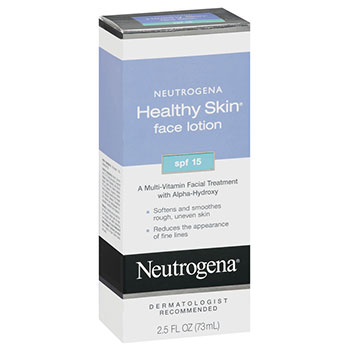 NEUTROGENA
Healthy Skin®
face lotion
spf 15
A Multi-Vitamin Facial Treatment
with Alpha-Hydroxy
• Softens and smoothes
rough, uneven skin
• Reduces the appearance
of fine lines
Neutrogena®
DERMATOLOGIST
RECOMMENDED
2.5 FL OZ (73mL)